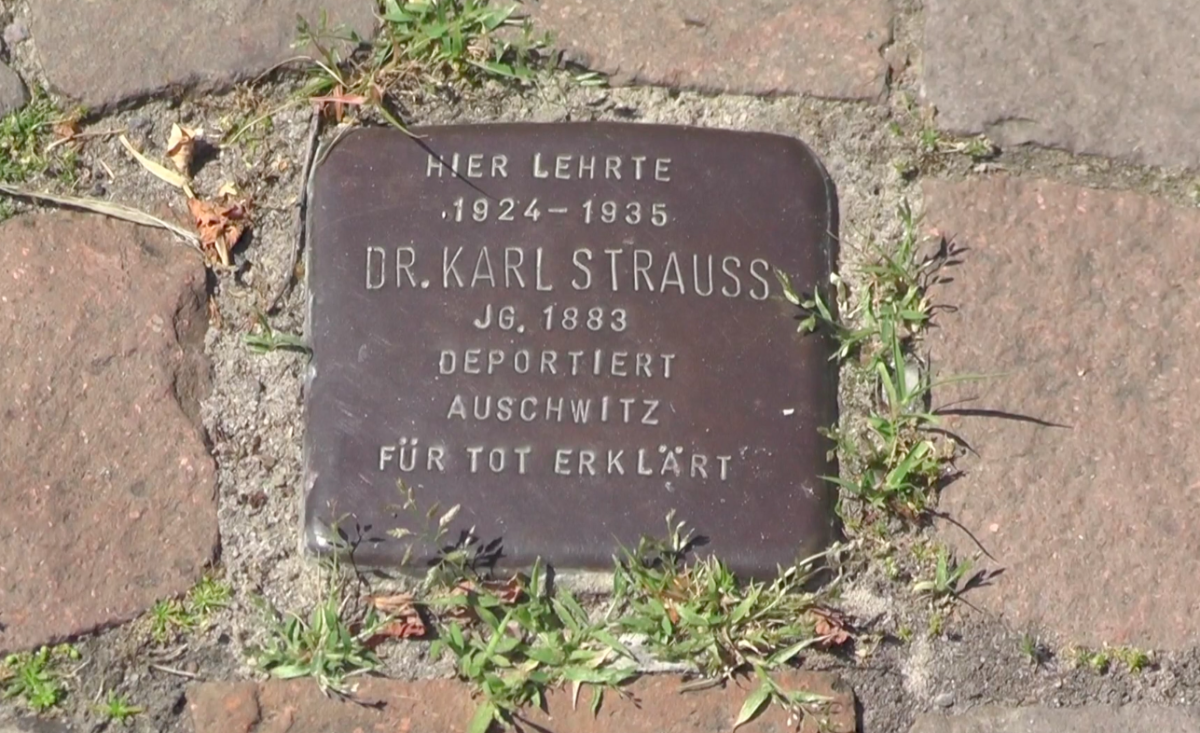 HIER LEHRTE
1924-1935
DR. KARL STRAUSS
JG. 1883
DEPORTIERT
AUSCHWITZ
FÜR TOT ERKLÄRT